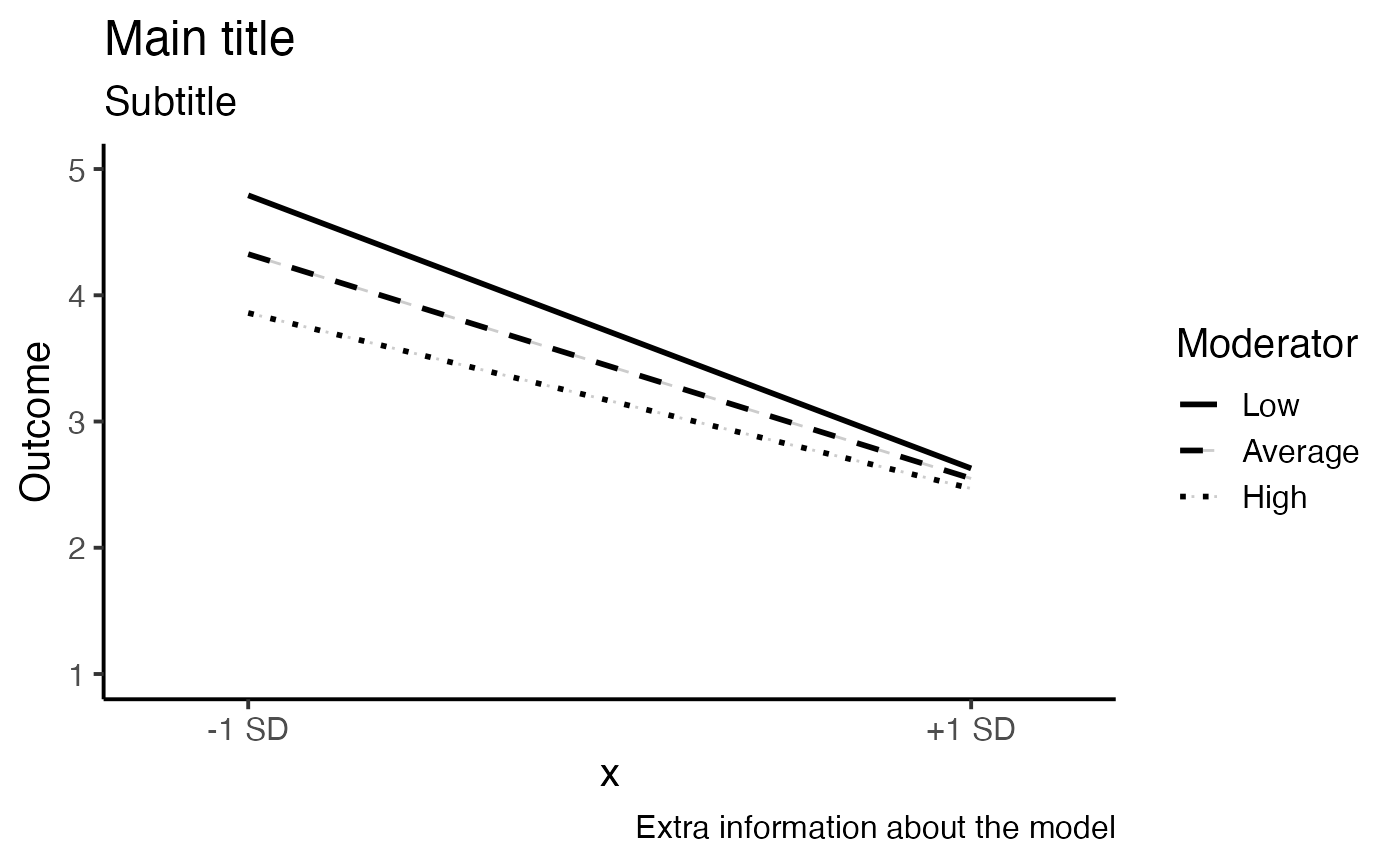 Main title
Subtitle
5
4
3
2
1
Outcome
-1 SD
+1 SD
x
Moderator
Low
Average
High
Extra information about the model